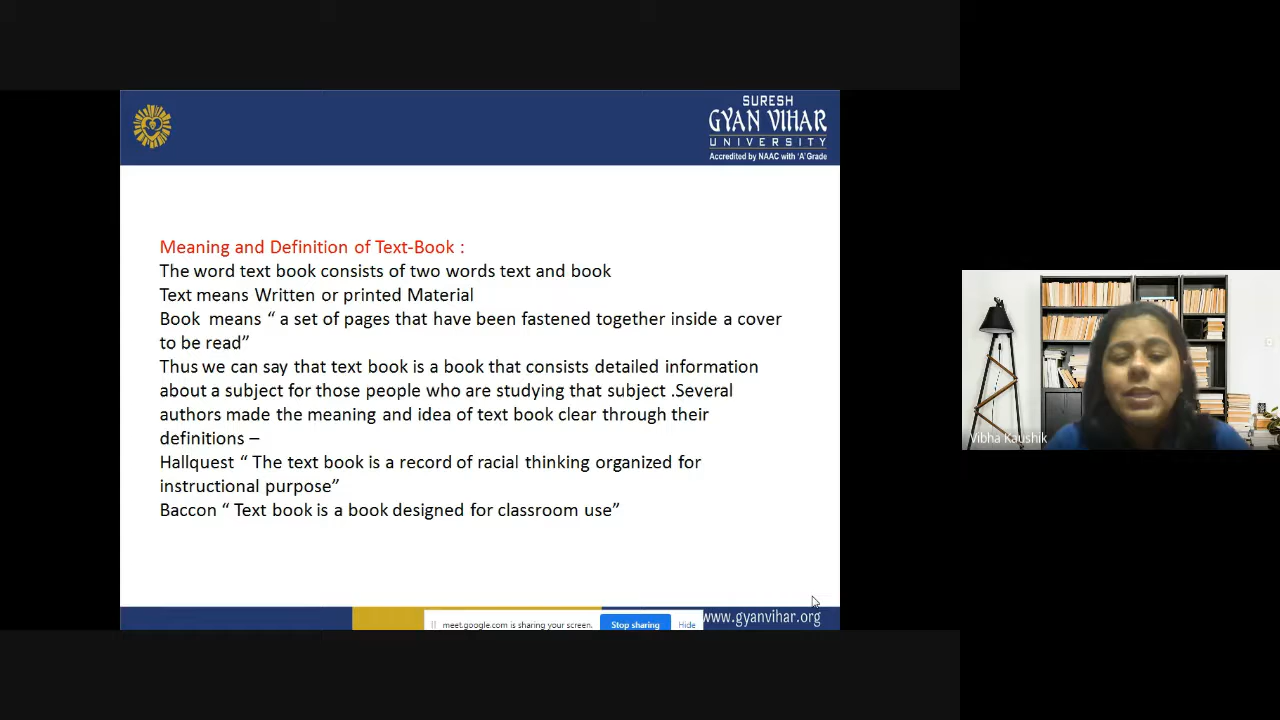 SURESH
GYAN VIHAR
UNIVERSITY
Accredited by NAAC with 'A' Grade
Meaning and Definition of Text-Book :
The word text book consists of two words text and book
Text means Written or printed Material
Book means “ a set of pages that have been fastened together inside a cover
to be read”
Thus we can say that text book is a book that consists detailed information
about a subject for those people who are studying that subject .Several
authors made the meaning and idea of text book clear through their
definitions –
Hallquest “ The text book is a record of racial thinking organized for
instructional purpose”
Baccon “ Text book is a book designed for classroom use”
Vibha Kaushik
meet.google.com is sharing your screen.
Stop sharing
Hide
www.gyanvihar.org